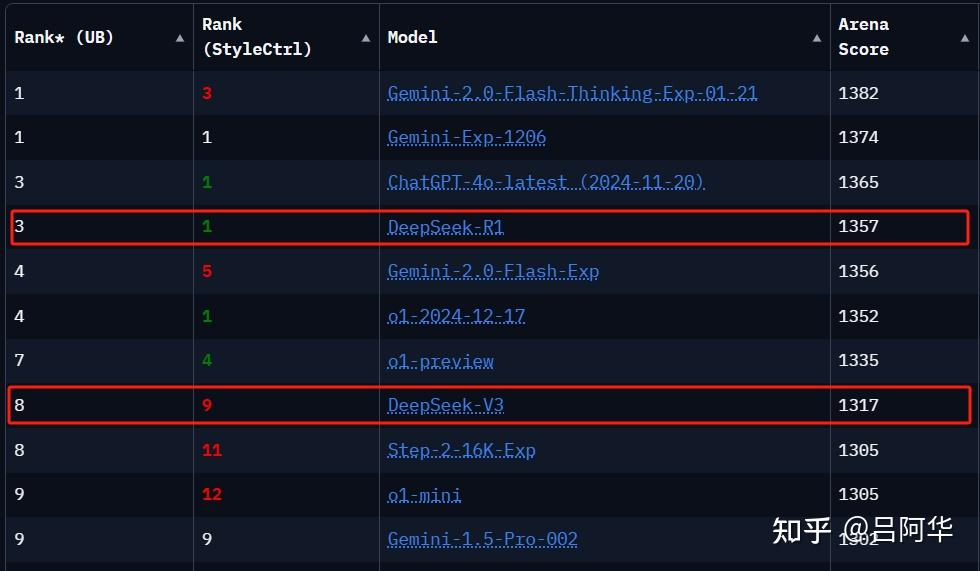 Rank* (UB) Rank (StyleCtrl) Model Arena Score
1 3 Gemini-2.0-Flash-Thinking-Exp-01-21 1382
1 1 Gemini-Exp-1206 1374
3 1 ChatGPT-4o-latest (2024-11-20) 1365
3 1 DeepSeek-R1 1357
4 5 Gemini-2.0-Flash-Exp 1356
4 1 o1-2024-12-17 1352
7 4 o1-preview 1335
8 9 DeepSeek-V3 1317
8 11 Step-2-16K-Exp 1305
9 12 o1-mini 1305
9 9 Gemini-1.5-Pro-002 1302
知乎 @吕阿华